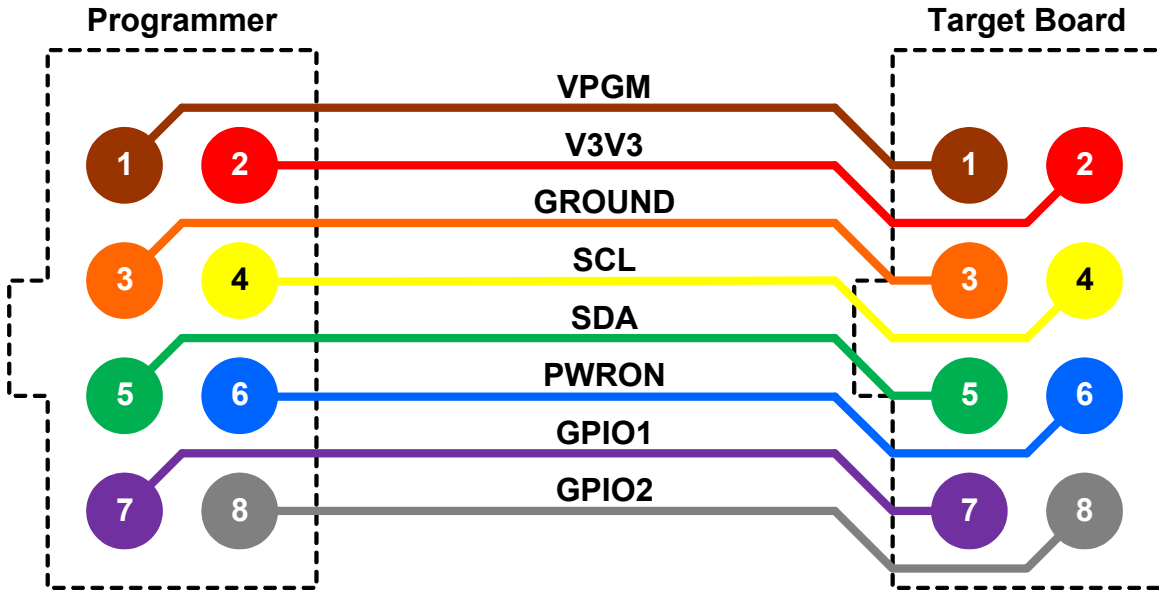 Programmer
Target Board
VPGM
V3V3
GROUND
SCL
SDA
PWRON
GPIO1
GPIO2
1 2
3 4
5 6
7 8
1 2
3 4
5 6
7 8